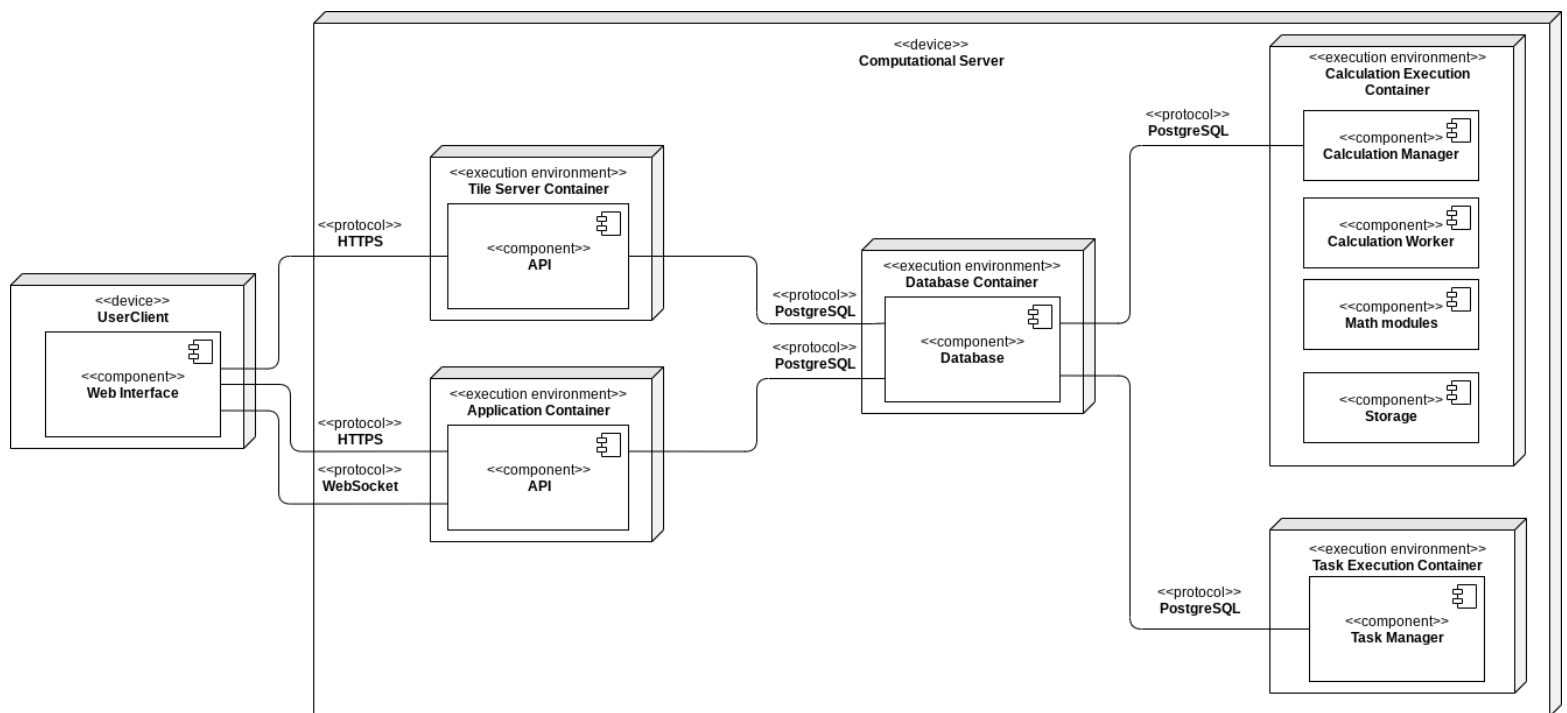 <<device>>
Computational Server
<<device>>
UserClient
<<component>>
Web Interface
<<protocol>>
HTTPS
<<protocol>>
HTTPS
<<protocol>>
WebSocket
<<execution environment>>
Tile Server Container
<<component>>
API
<<execution environment>>
Application Container
<<component>>
API
<<protocol>>
PostgreSQL
<<protocol>>
PostgreSQL
<<execution environment>>
Database Container
<<component>>
Database
<<protocol>>
PostgreSQL
<<protocol>>
PostgreSQL
<<execution environment>>
Calculation Execution
Container
<<component>>
Calculation Manager
<<component>>
Calculation Worker
<<component>>
Math modules
<<component>>
Storage
<<execution environment>>
Task Execution Container
<<component>>
Task Manager